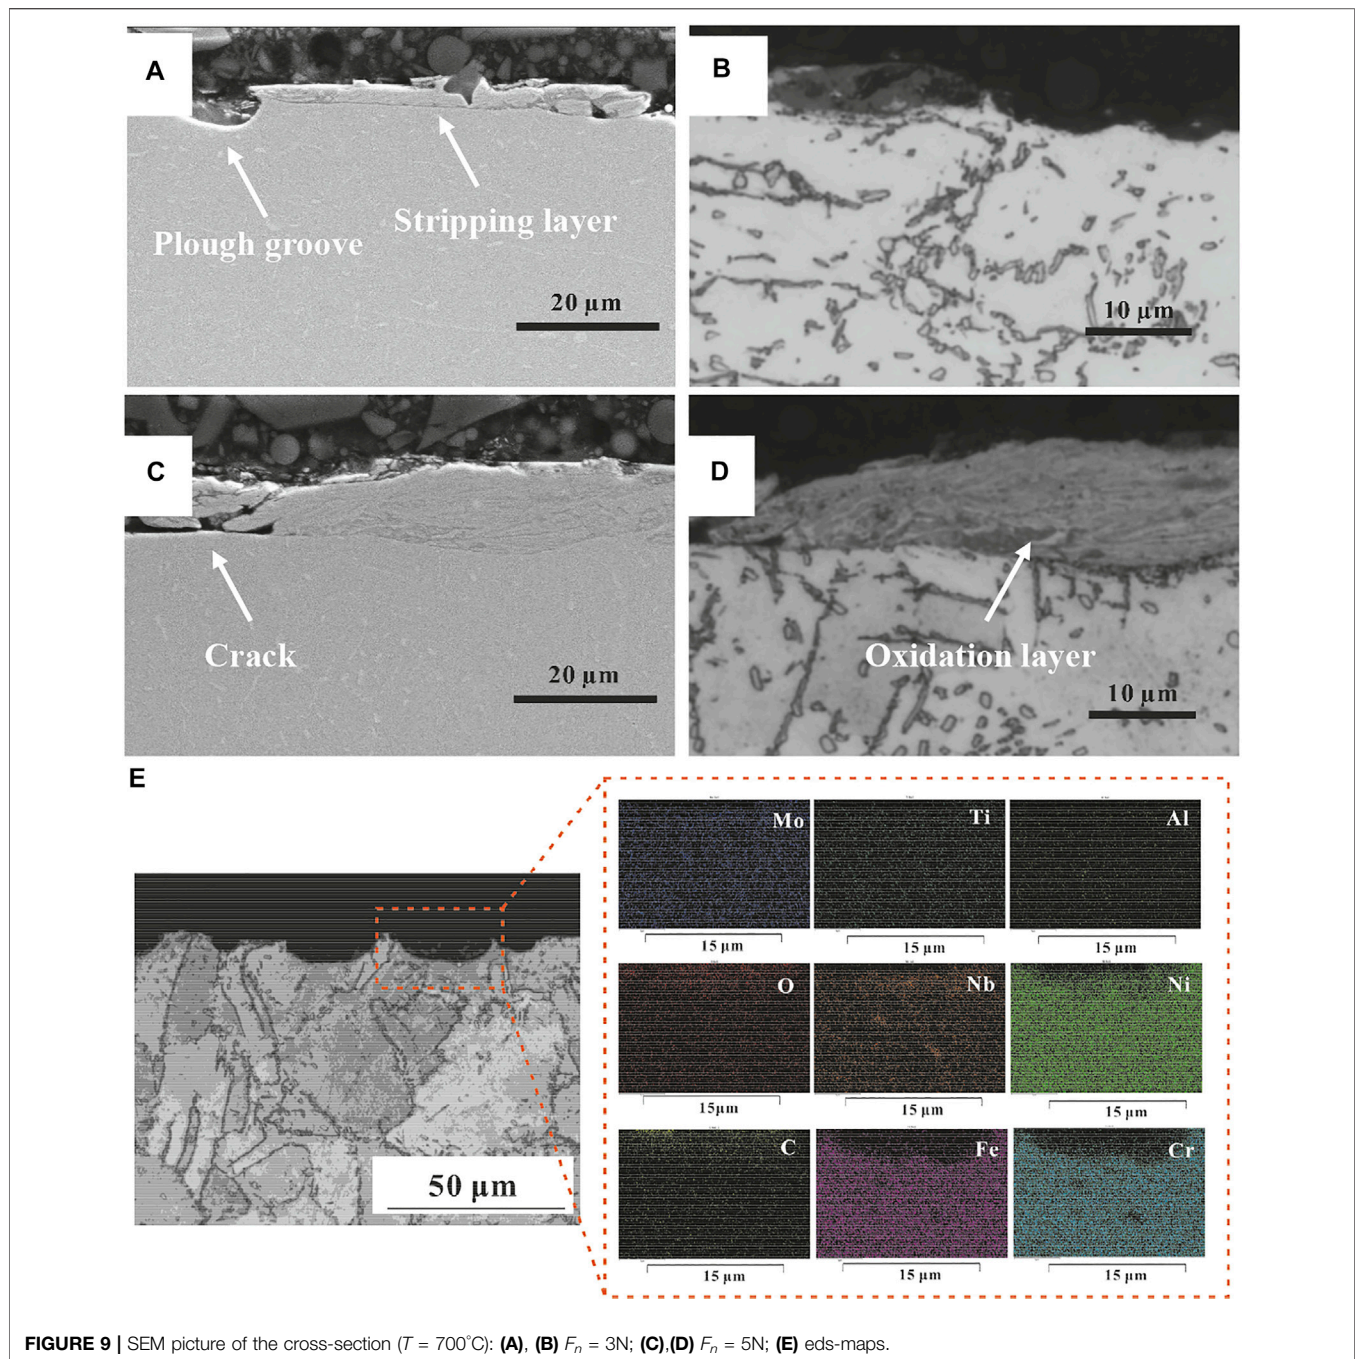 A
Plough groove
Stripping layer
20 µm
B
10 µm
C
Crack
20 µm
D
Oxidation layer
10 µm
E
50 µm
Mo
15 µm
Ti
15 µm
Al
15 µm
O
15µm
Nb
15 µm
Ni
15 µm
C
15 µm
Fe
15 µm
Cr
15 µm
FIGURE 9 | SEM picture of the cross-section (T = 700°C): (A), (B) Fn = 3N; (C),(D) Fn = 5N; (E) eds-maps.